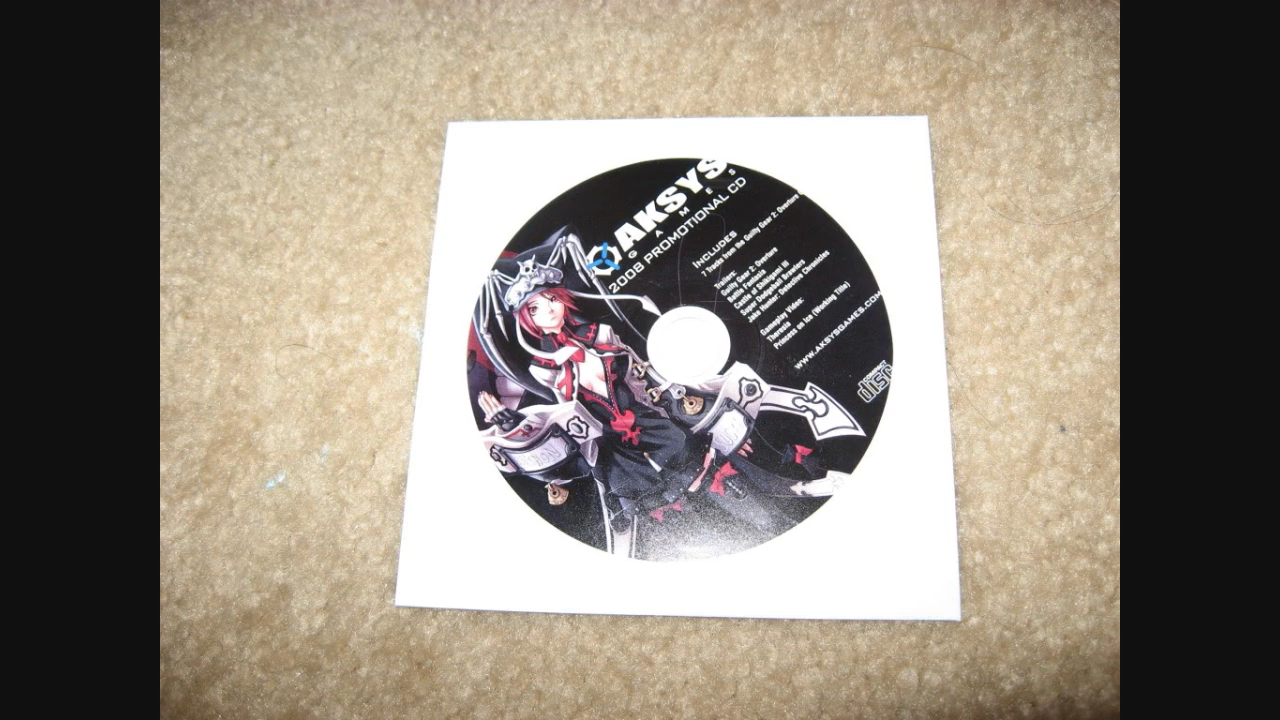 AKSYS
GAMES
2008 PROMOTIONAL CD
INCLUDES
7 Tracks from the Guilty Gear 2: Overture
Trailers:
Guilty Gear 2: Overture
Battle Fantasia
Castle of Shikigami III
Super Dodgeball Brawlers
Jake Hunter: Detective Chronicles
Gameplay Video:
Theresia
Princess on Ice (Working Title)
WWW.AKSYSGAMES.COM
COMPACT
disc